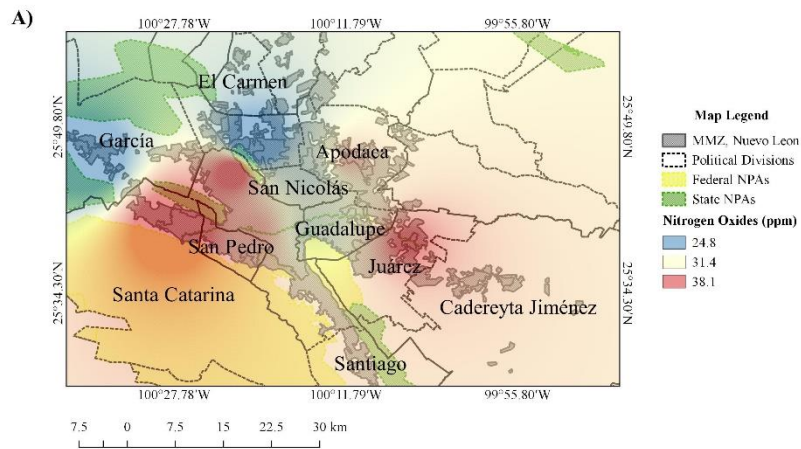 A)
100°27.78'W 100°11.79'W 99°55.80'W
25°49.80'N
25°34.30'N
El Carmen
García
Apodaca
San Nicolás
Guadalupe
San Pedro
Juárez
Santa Catarina
Cadereyta Jiménez
Santiago
25°49.80'N
25°34.30'N
100°27.78'W 100°11.79'W 99°55.80'W
7.5 0 7.5 15 22.5 30 km
Map Legend
MMZ, Nuevo Leon
Political Divisions
Federal NPAs
State NPAs
Nitrogen Oxides (ppm)
24.8
31.4
38.1